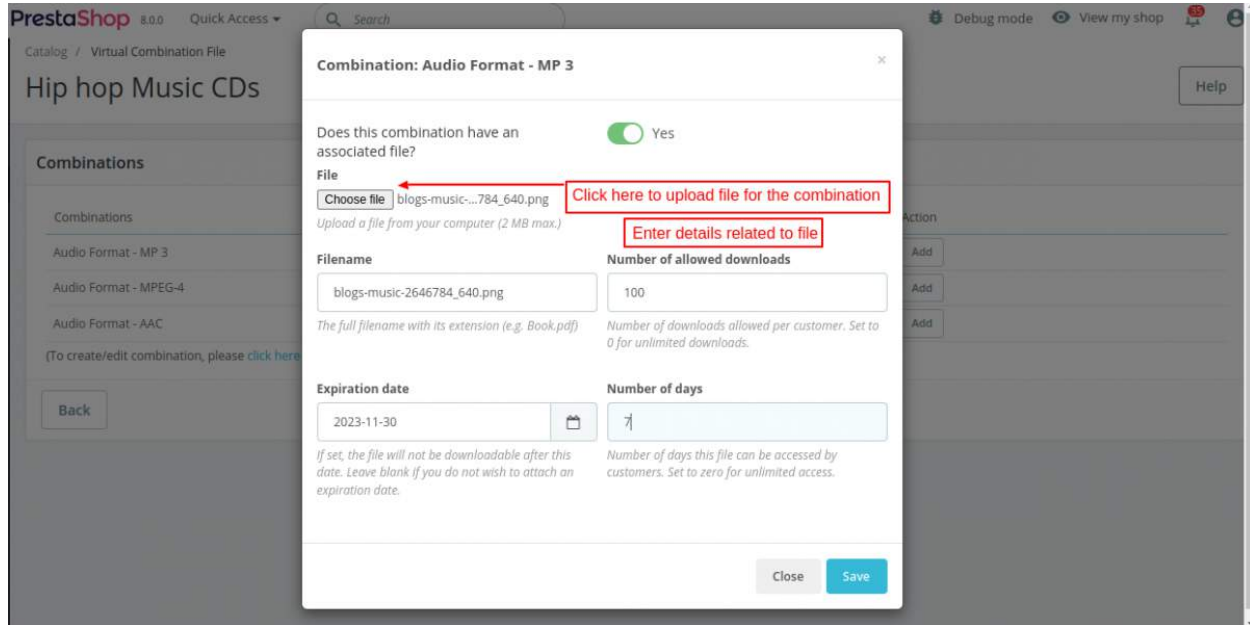 PrestaShop 8.0.0 Quick Access Search Debug mode View my shop 35
Catalog / Virtual Combination File
Hip hop Music CDs
Help
Combinations
Combinations Action
Audio Format - MP 3 Add
Audio Format - MPEG-4 Add
Audio Format - AAC Add
(To create/edit combination, please click here
Back
Combination: Audio Format - MP 3 ×
Does this combination have an
associated file?
Yes
File
Choose file blogs-music-...784_640.png
Click here to upload file for the combination
Upload a file from your computer (2 MB max.)
Enter details related to file
Filename
blogs-music-2646784_640.png
The full filename with its extension (e.g. Book.pdf)
Number of allowed downloads
100
Number of downloads allowed per customer. Set to
0 for unlimited downloads.
Expiration date
2023-11-30
If set, the file will not be downloadable after this
date. Leave blank if you do not wish to attach an
expiration date.
Number of days
7
Number of days this file can be accessed by
customers. Set to zero for unlimited access.
Close Save